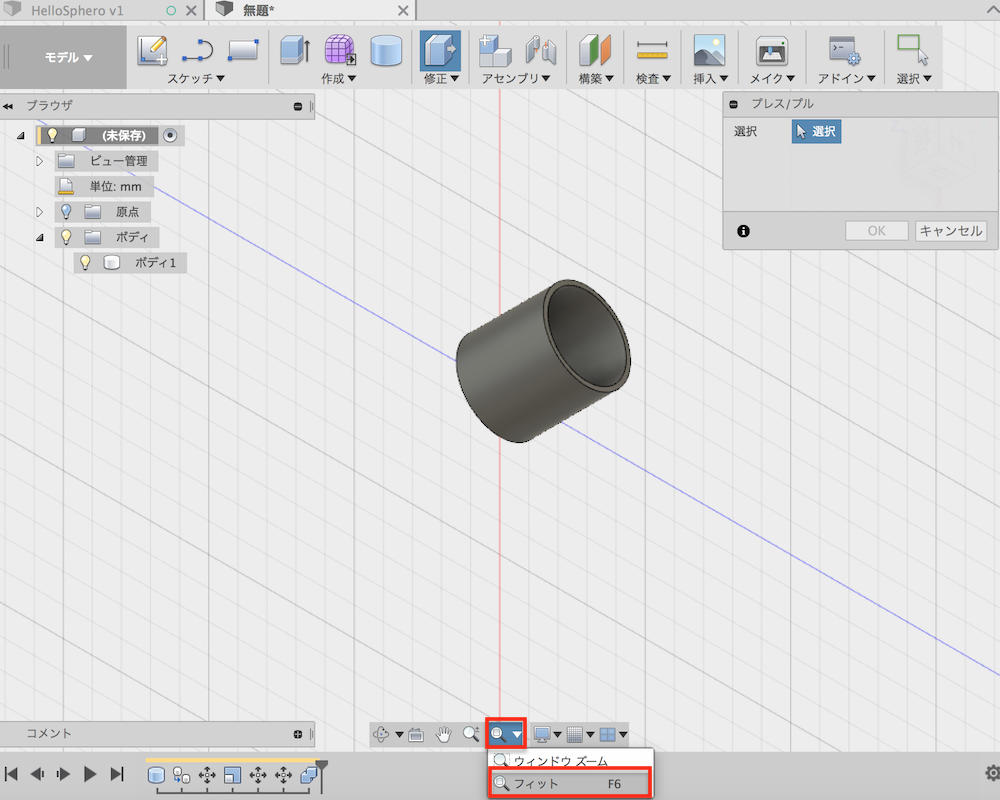 HelloSphero v1
無題*
モデル
スケッチ
作成
修正
アセンブリ
構築
検査
挿入
メイク
アドイン
選択
ブラウザ
(未保存)
ビュー管理
単位: mm
原点
ボディ
ボディ1
プレス/プル
選択
選択
OK
キャンセル
コメント
ウィンドウ ズーム
フィット F6